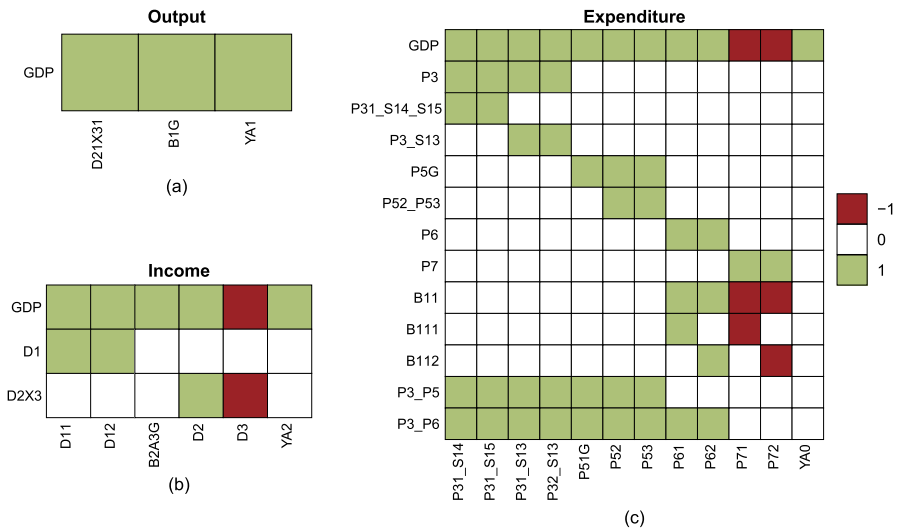 Output
GDP
D21X31
B1G
YA1
(a)
Income
GDP
D1
D2X3
D11
D12
B2A3G
D2
D3
YA2
(b)
Expenditure
GDP
P3
P31_S14_S15
P3_S13
P5G
P52_P53
P6
P7
B11
B111
B112
P3_P5
P3_P6
P31_S14
P31_S15
P31_S13
P32_S13
P51G
P52
P53
P61
P62
P71
P72
YA0
(c)
−1
0
1